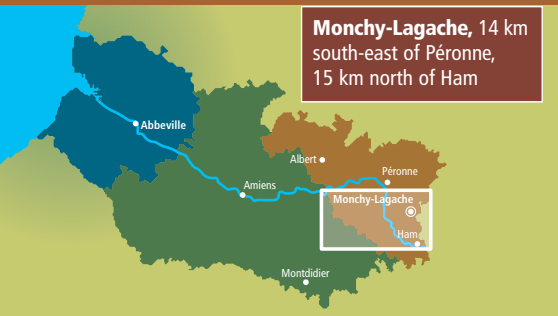 Monchy-Lagache, 14 km
south-east of Péronne,
15 km north of Ham
Abbeville
Albert
Péronne
Amiens
Monchy-Lagache
Ham
Montdidier